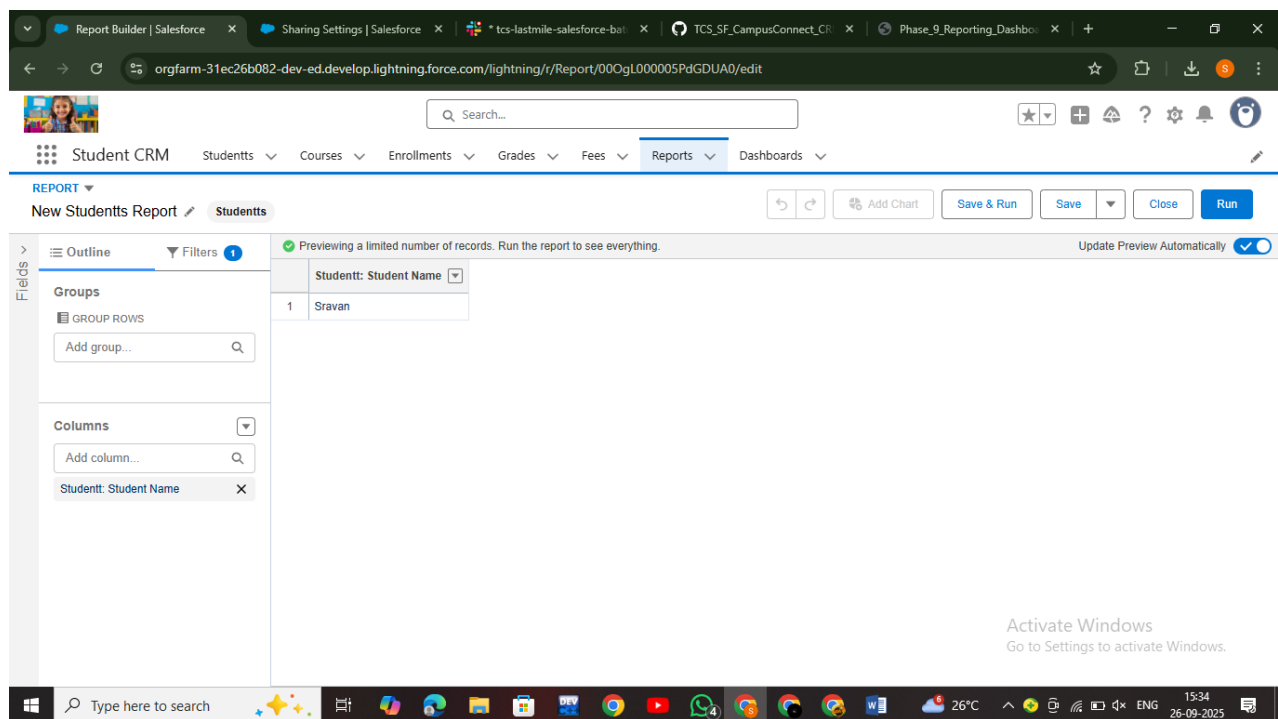 Report Builder | Salesforce
Sharing Settings | Salesforce
* tcs-lastmile-salesforce-bat
TCS_SF_CampusConnect_CR
Phase_9_Reporting_Dashboa
orgfarm-31ec26b082-dev-ed.develop.lightning.force.com/lightning/r/Report/00OgL000005PdGDUA0/edit
S
Search...
Student CRM Studentts Courses Enrollments Grades Fees Reports Dashboards
REPORT
New Studentts Report Studentts
Add Chart Save & Run Save Close Run
Fields
Outline Filters 1
Previewing a limited number of records. Run the report to see everything.
Update Preview Automatically
Groups
GROUP ROWS
Add group...
Columns
Add column...
Studentt: Student Name
Studentt: Student Name
1 Sravan
Activate Windows
Go to Settings to activate Windows.
Type here to search
DEV
4
S
W
26°C
ENG
15:34
26-09-2025